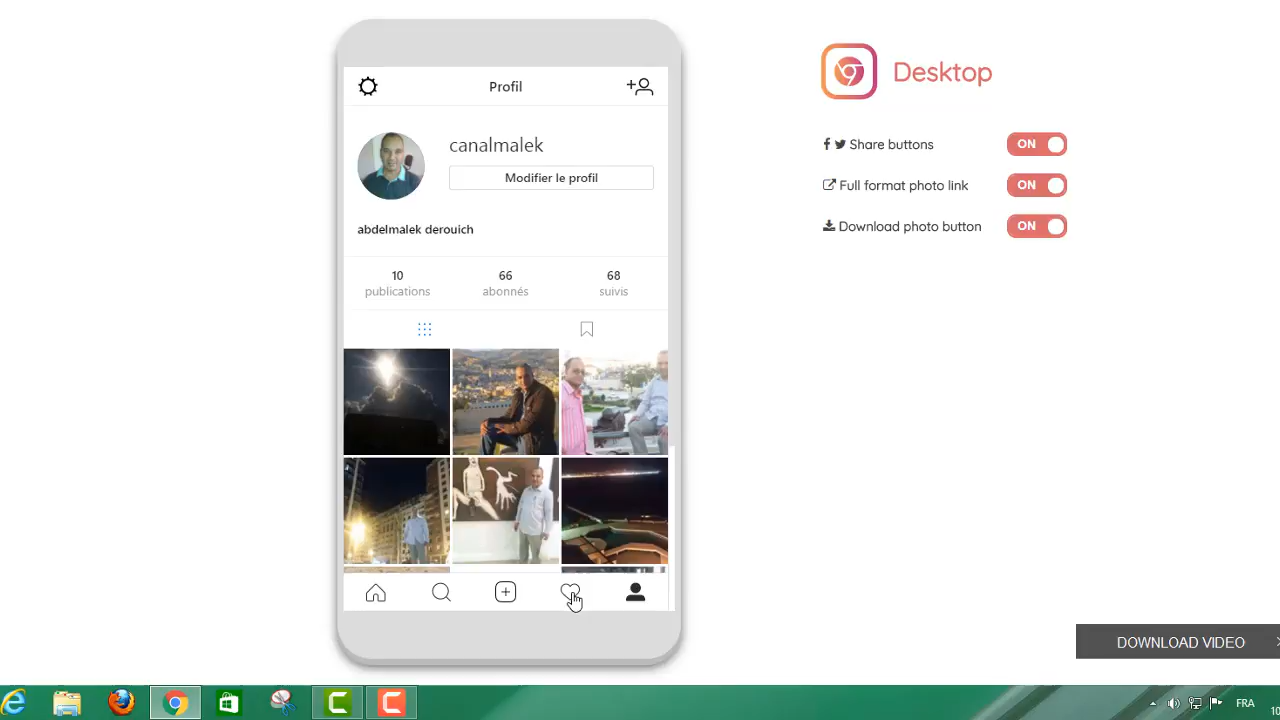 Profil
canalmalek
Modifier le profil
abdelmalek derouich
10
publications
66
abonnés
68
suivis
Desktop
Share buttons
ON
Full format photo link
ON
Download photo button
ON
DOWNLOAD VIDEO
FRA
10